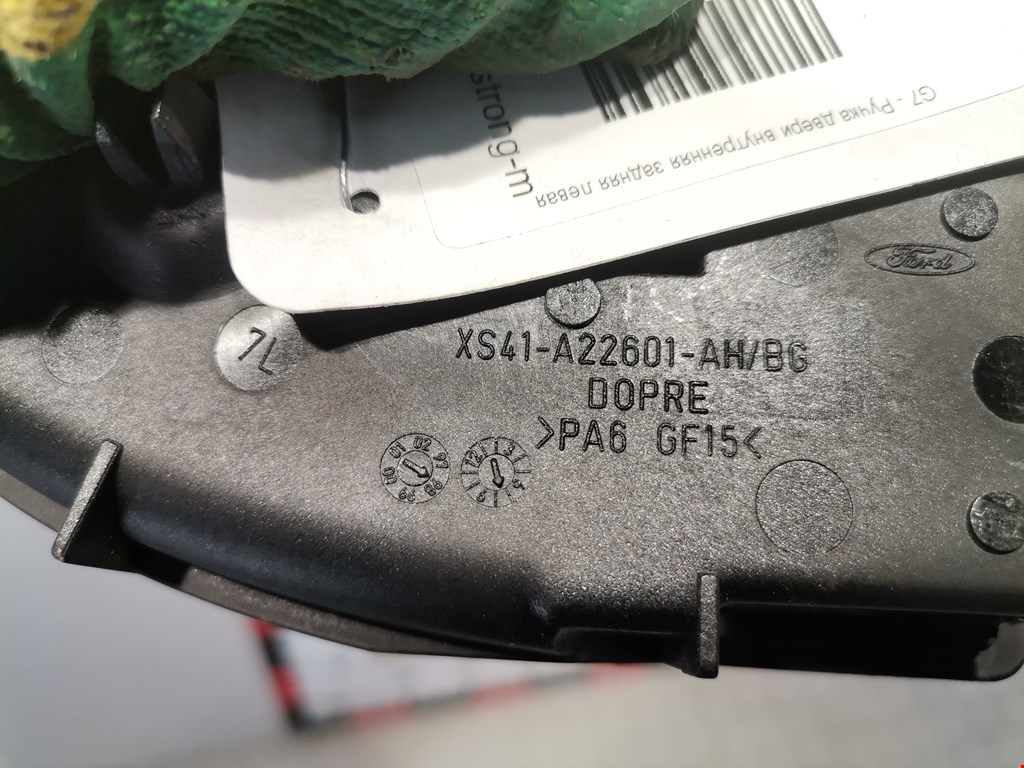 G7 - Ручка двери внутренняя задняя левая
strong-m
Ford
7L
XS41-A22601-AH/BG
DOPRE
>PA6 GF15<